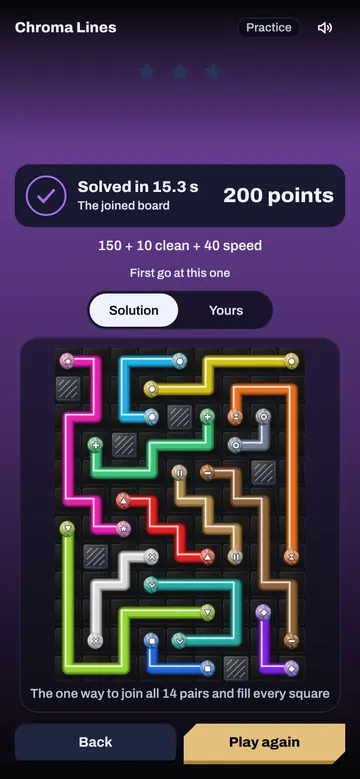 Chroma Lines
Practice
Solved in 15.3 s
The joined board
200 points
150 + 10 clean + 40 speed
First go at this one
Solution
Yours
The one way to join all 14 pairs and fill every square
Back
Play again